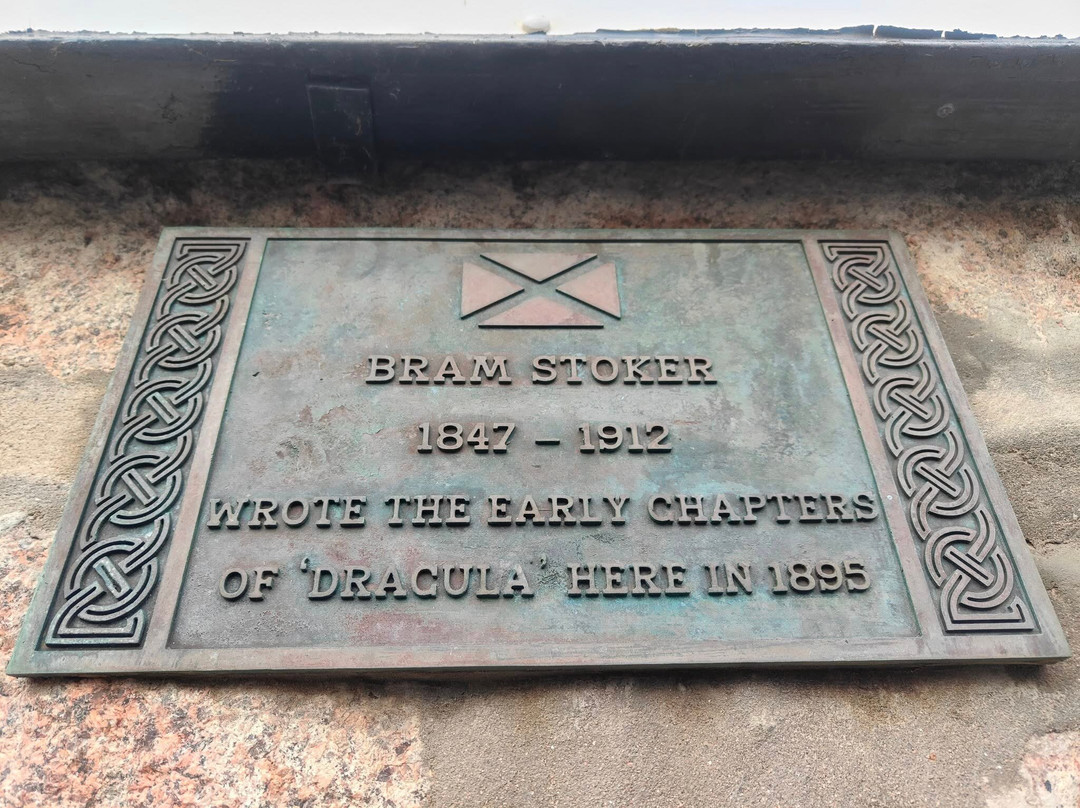 BRAM STOKER
1847 – 1912
WROTE THE EARLY CHAPTERS
OF ‘DRACULA’ HERE IN 1895